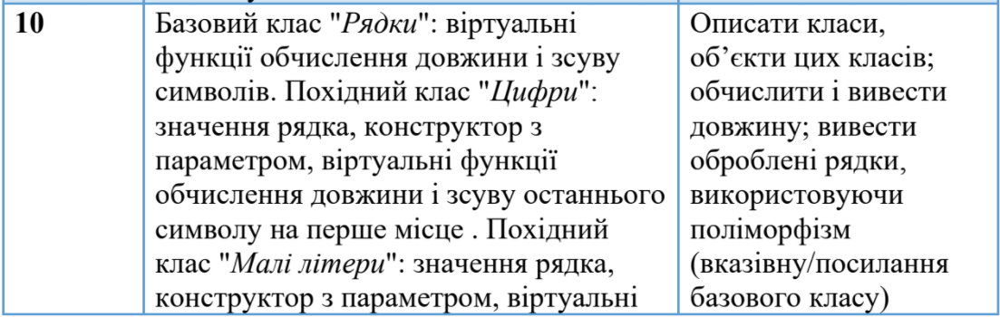 10
Базовий клас "Рядки": віртуальні
функції обчислення довжини і зсуву
символів. Похідний клас "Цифри":
значення рядка, конструктор з
параметром, віртуальні функції
обчислення довжини і зсуву останнього
символу на перше місце . Похідний
клас "Малі літери": значення рядка,
конструктор з параметром, віртуальні
Описати класи,
об’єкти цих класів;
обчислити і вивести
довжину; вивести
оброблені рядки,
використовуючи
поліморфізм
(вказівну/посилання
базового класу)